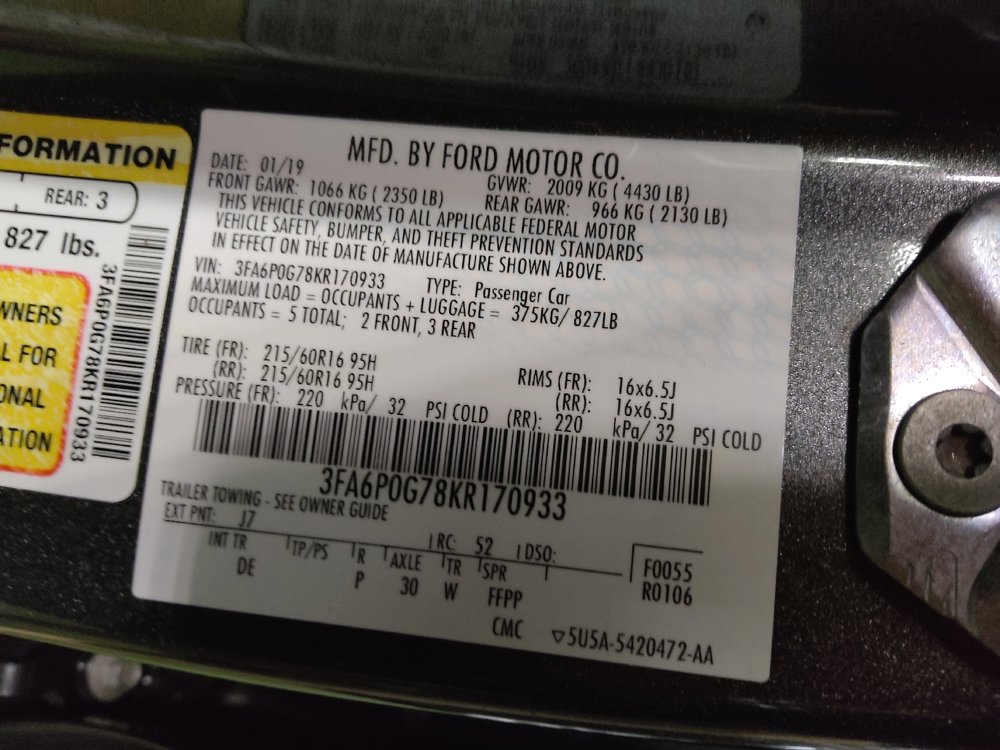 FORMATION
REAR: 3
827 lbs.
3FA6P0G78KR170933
WNERS
L FOR
ONAL
ATION
MFD. BY FORD MOTOR CO.
DATE: 01/19 GVWR: 2009 KG ( 4430 LB)
FRONT GAWR: 1066 KG ( 2350 LB) REAR GAWR: 966 KG ( 2130 LB)
THIS VEHICLE CONFORMS TO ALL APPLICABLE FEDERAL MOTOR
VEHICLE SAFETY, BUMPER, AND THEFT PREVENTION STANDARDS
IN EFFECT ON THE DATE OF MANUFACTURE SHOWN ABOVE.
VIN: 3FA6P0G78KR170933 TYPE: Passenger Car
MAXIMUM LOAD = OCCUPANTS + LUGGAGE = 375KG/ 827LB
OCCUPANTS = 5 TOTAL; 2 FRONT, 3 REAR
TIRE (FR): 215/60R16 95H RIMS (FR): 16x6.5J
(RR): 215/60R16 95H (RR): 16x6.5J
PRESSURE (FR): 220 kPa/ 32 PSI COLD (RR): 220 kPa/ 32 PSI COLD
3FA6P0G78KR170933
TRAILER TOWING - SEE OWNER GUIDE
EXT PNT: J7 RC: 52 DSO:
INT TR TP/PS R AXLE TR SPR F0055
DE P 30 W FFPP R0106
CMC ▽5U5A-5420472-AA